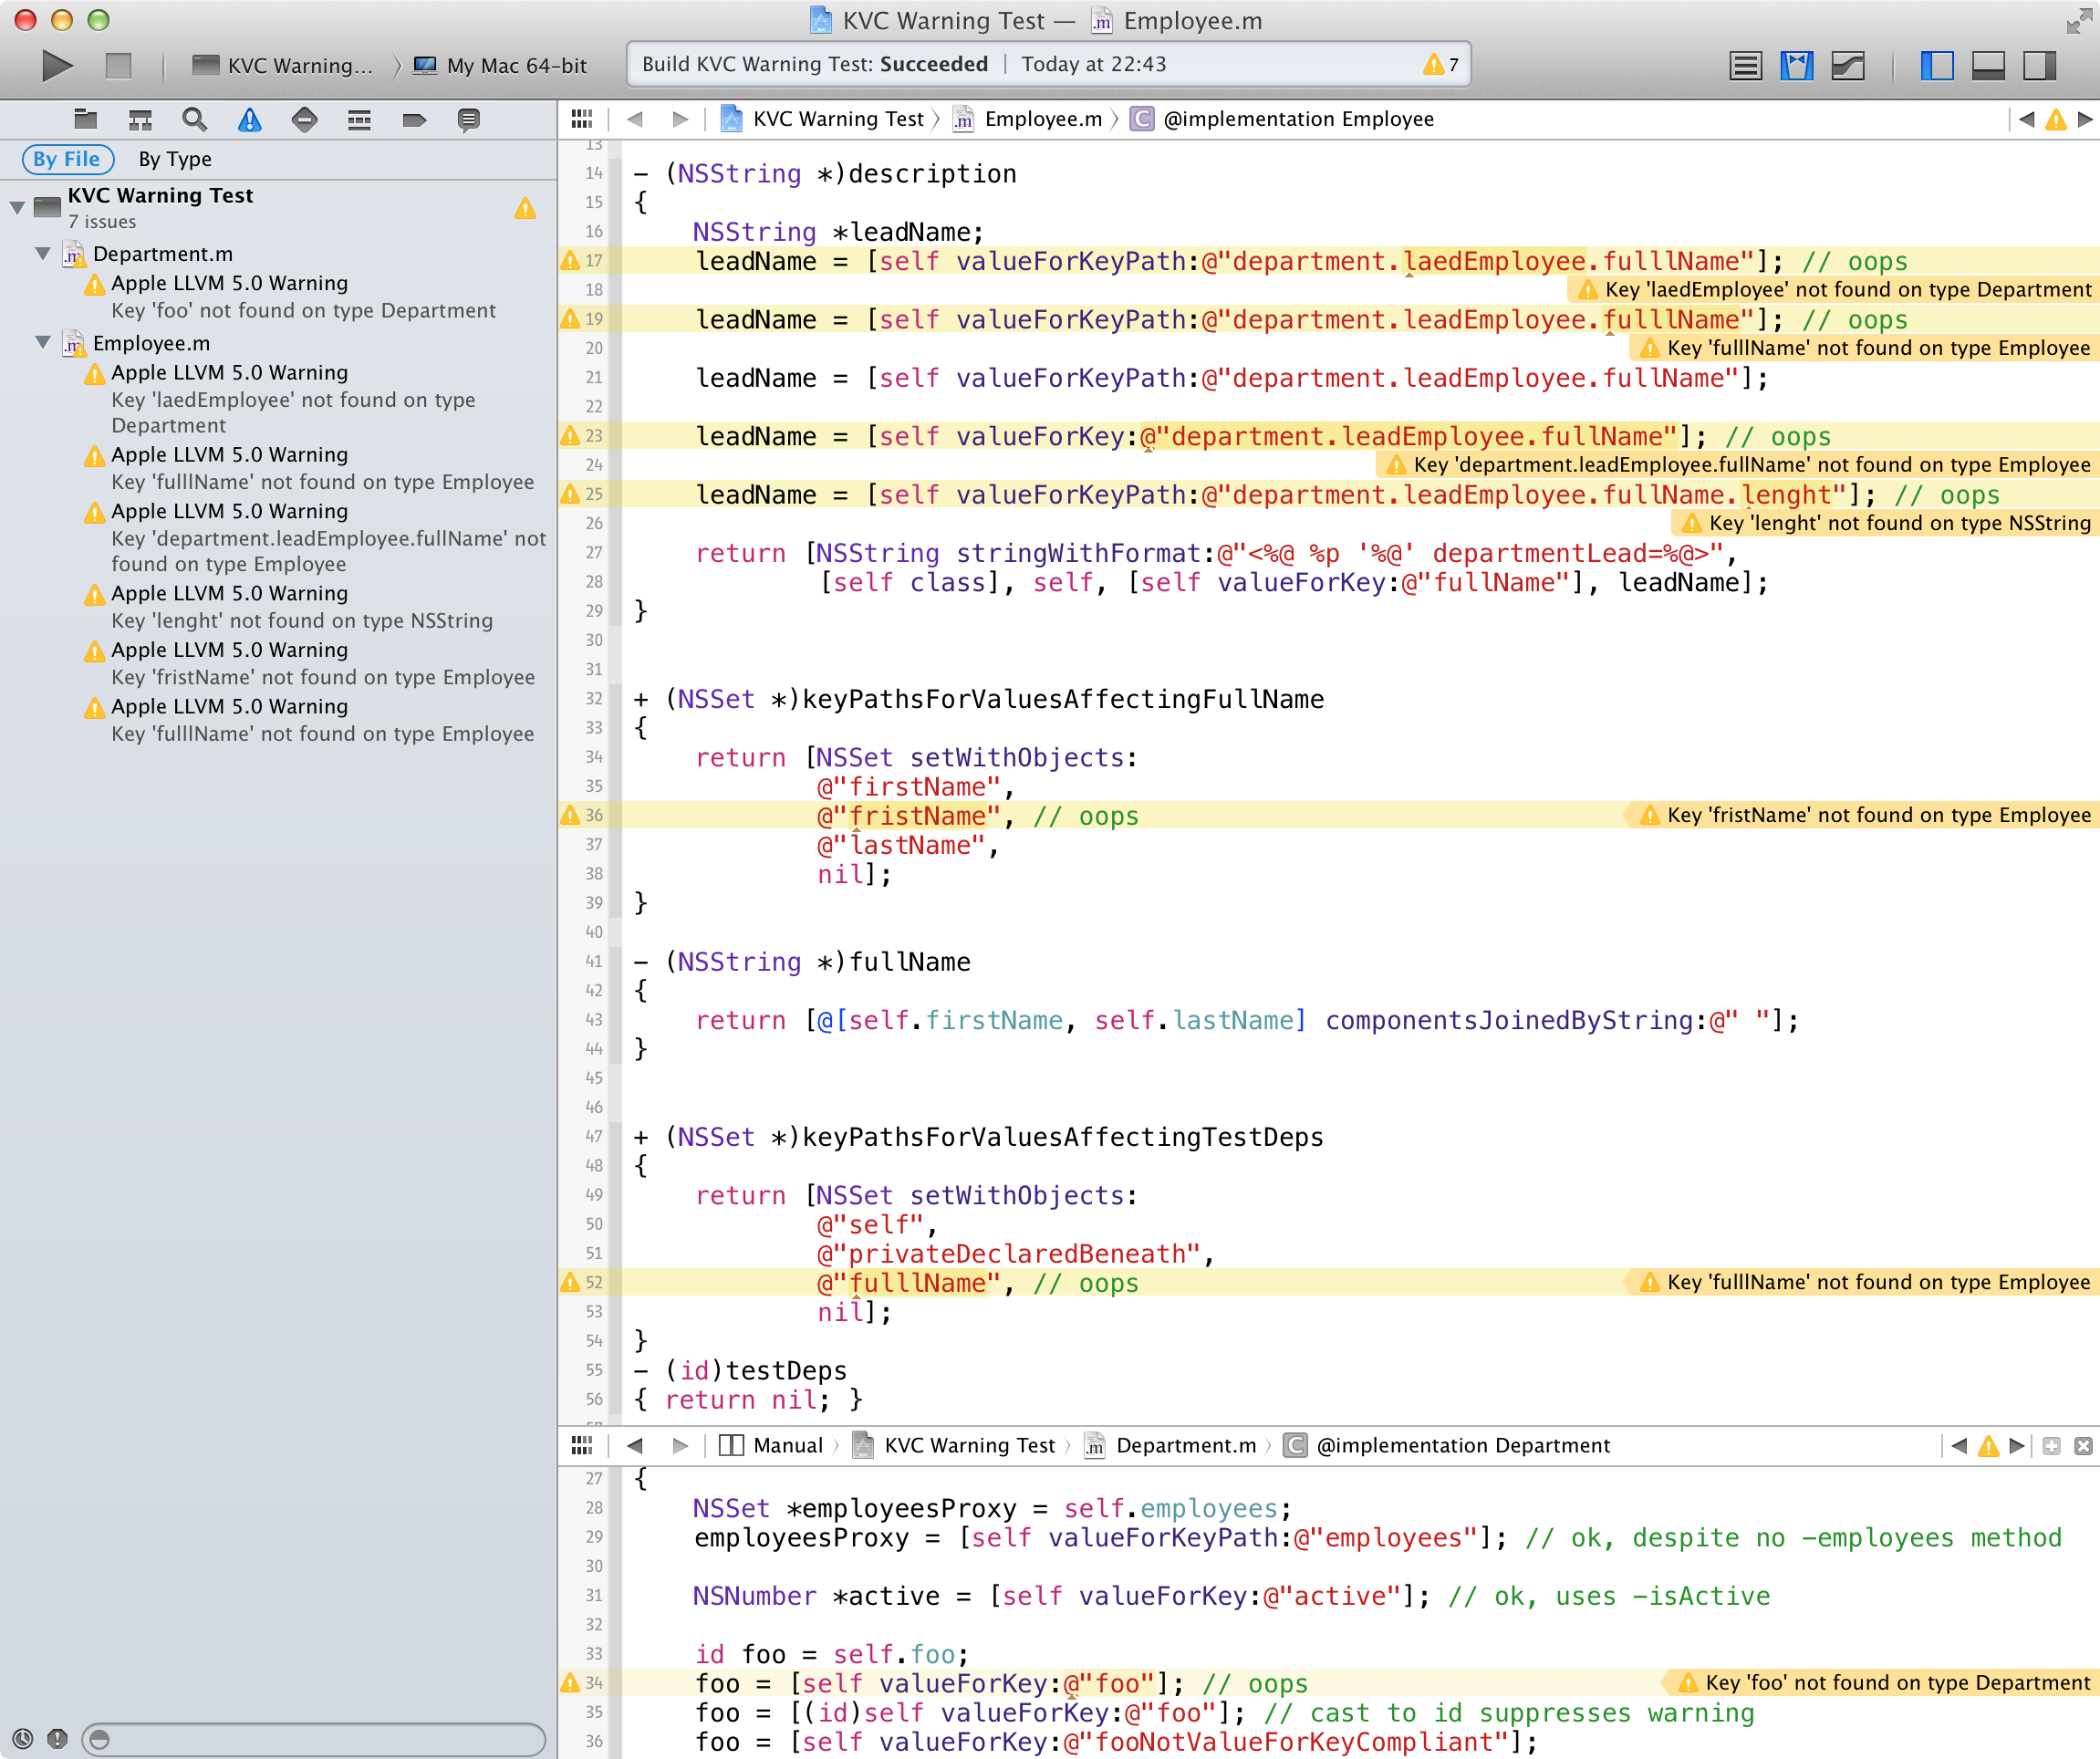 KVC Warning Test — Employee.m
KVC Warning... My Mac 64-bit
Build KVC Warning Test: Succeeded | Today at 22:43 7
KVC Warning Test Employee.m C @implementation Employee
By File By Type
KVC Warning Test
7 issues
Department.m
Apple LLVM 5.0 Warning
Key 'foo' not found on type Department
Employee.m
Apple LLVM 5.0 Warning
Key 'laedEmployee' not found on type
Department
Apple LLVM 5.0 Warning
Key 'fulllName' not found on type Employee
Apple LLVM 5.0 Warning
Key 'department.leadEmployee.fullName' not
found on type Employee
Apple LLVM 5.0 Warning
Key 'lenght' not found on type NSString
Apple LLVM 5.0 Warning
Key 'fristName' not found on type Employee
Apple LLVM 5.0 Warning
Key 'fulllName' not found on type Employee
13
14 - (NSString *)description
15 {
16 NSString *leadName;
17 leadName = [self valueForKeyPath:@"department.laedEmployee.fulllName"]; // oops
18 Key 'laedEmployee' not found on type Department
19 leadName = [self valueForKeyPath:@"department.leadEmployee.fulllName"]; // oops
20 Key 'fulllName' not found on type Employee
21 leadName = [self valueForKeyPath:@"department.leadEmployee.fullName"];
22
23 leadName = [self valueForKey:@"department.leadEmployee.fullName"]; // oops
24 Key 'department.leadEmployee.fullName' not found on type Employee
25 leadName = [self valueForKeyPath:@"department.leadEmployee.fullName.lenght"]; // oops
26 Key 'lenght' not found on type NSString
27 return [NSString stringWithFormat:@"<%@ %p '%@' departmentLead=%@>",
28 [self class], self, [self valueForKey:@"fullName"], leadName];
29 }
30
31
32 + (NSSet *)keyPathsForValuesAffectingFullName
33 {
34 return [NSSet setWithObjects:
35 @"firstName",
36 @"fristName", // oops Key 'fristName' not found on type Employee
37 @"lastName",
38 nil];
39 }
40
41 - (NSString *)fullName
42 {
43 return [@[self.firstName, self.lastName] componentsJoinedByString:@" "];
44 }
45
46
47 + (NSSet *)keyPathsForValuesAffectingTestDeps
48 {
49 return [NSSet setWithObjects:
50 @"self",
51 @"privateDeclaredBeneath",
52 @"fulllName", // oops Key 'fulllName' not found on type Employee
53 nil];
54 }
55 - (id)testDeps
56 { return nil; }
Manual KVC Warning Test Department.m C @implementation Department
27 {
28 NSSet *employeesProxy = self.employees;
29 employeesProxy = [self valueForKeyPath:@"employees"]; // ok, despite no -employees method
30
31 NSNumber *active = [self valueForKey:@"active"]; // ok, uses -isActive
32
33 id foo = self.foo;
34 foo = [self valueForKey:@"foo"]; // oops Key 'foo' not found on type Department
35 foo = [(id)self valueForKey:@"foo"]; // cast to id suppresses warning
36 foo = [self valueForKey:@"fooNotValueForKeyCompliant"];